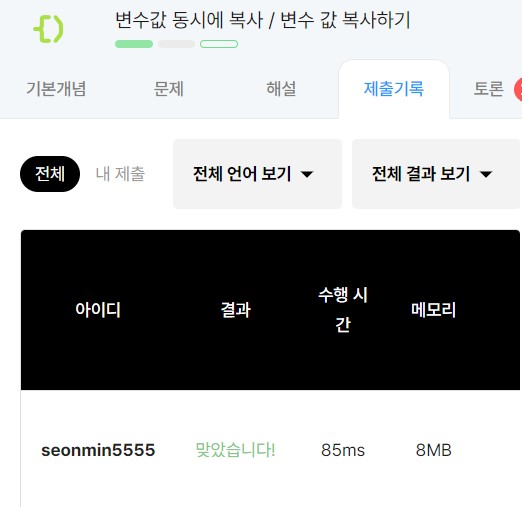 변수값 동시에 복사 / 변수 값 복사하기
기본개념 문제 해설 제출기록 토론
전체 내 제출 전체 언어 보기 전체 결과 보기
아이디 결과 수행 시간 메모리
seonmin5555 맞았습니다! 85ms 8MB